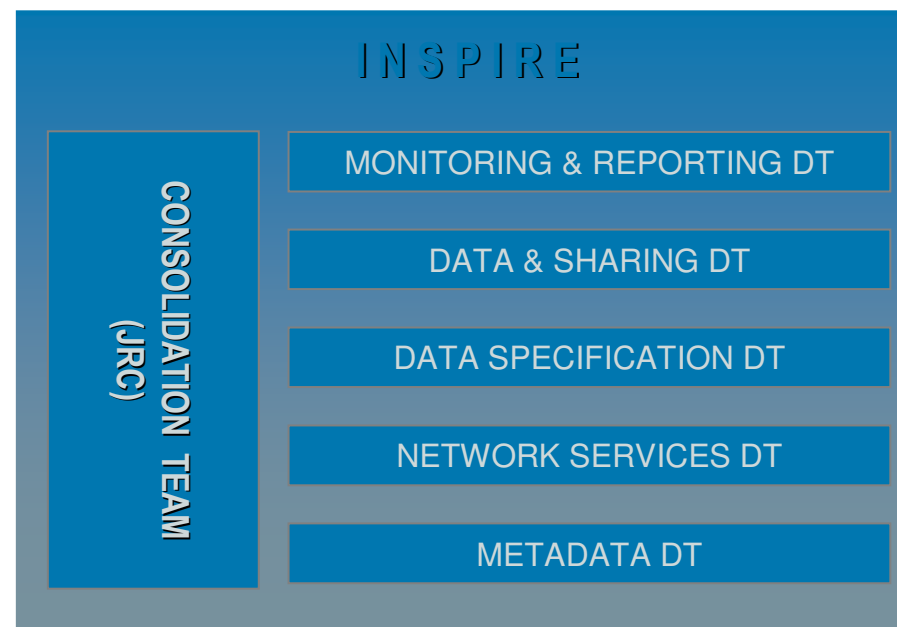 INSPIRE
CONSOLIDATION TEAM
(JRC)
MONITORING & REPORTING DT
DATA & SHARING DT
DATA SPECIFICATION DT
NETWORK SERVICES DT
METADATA DT